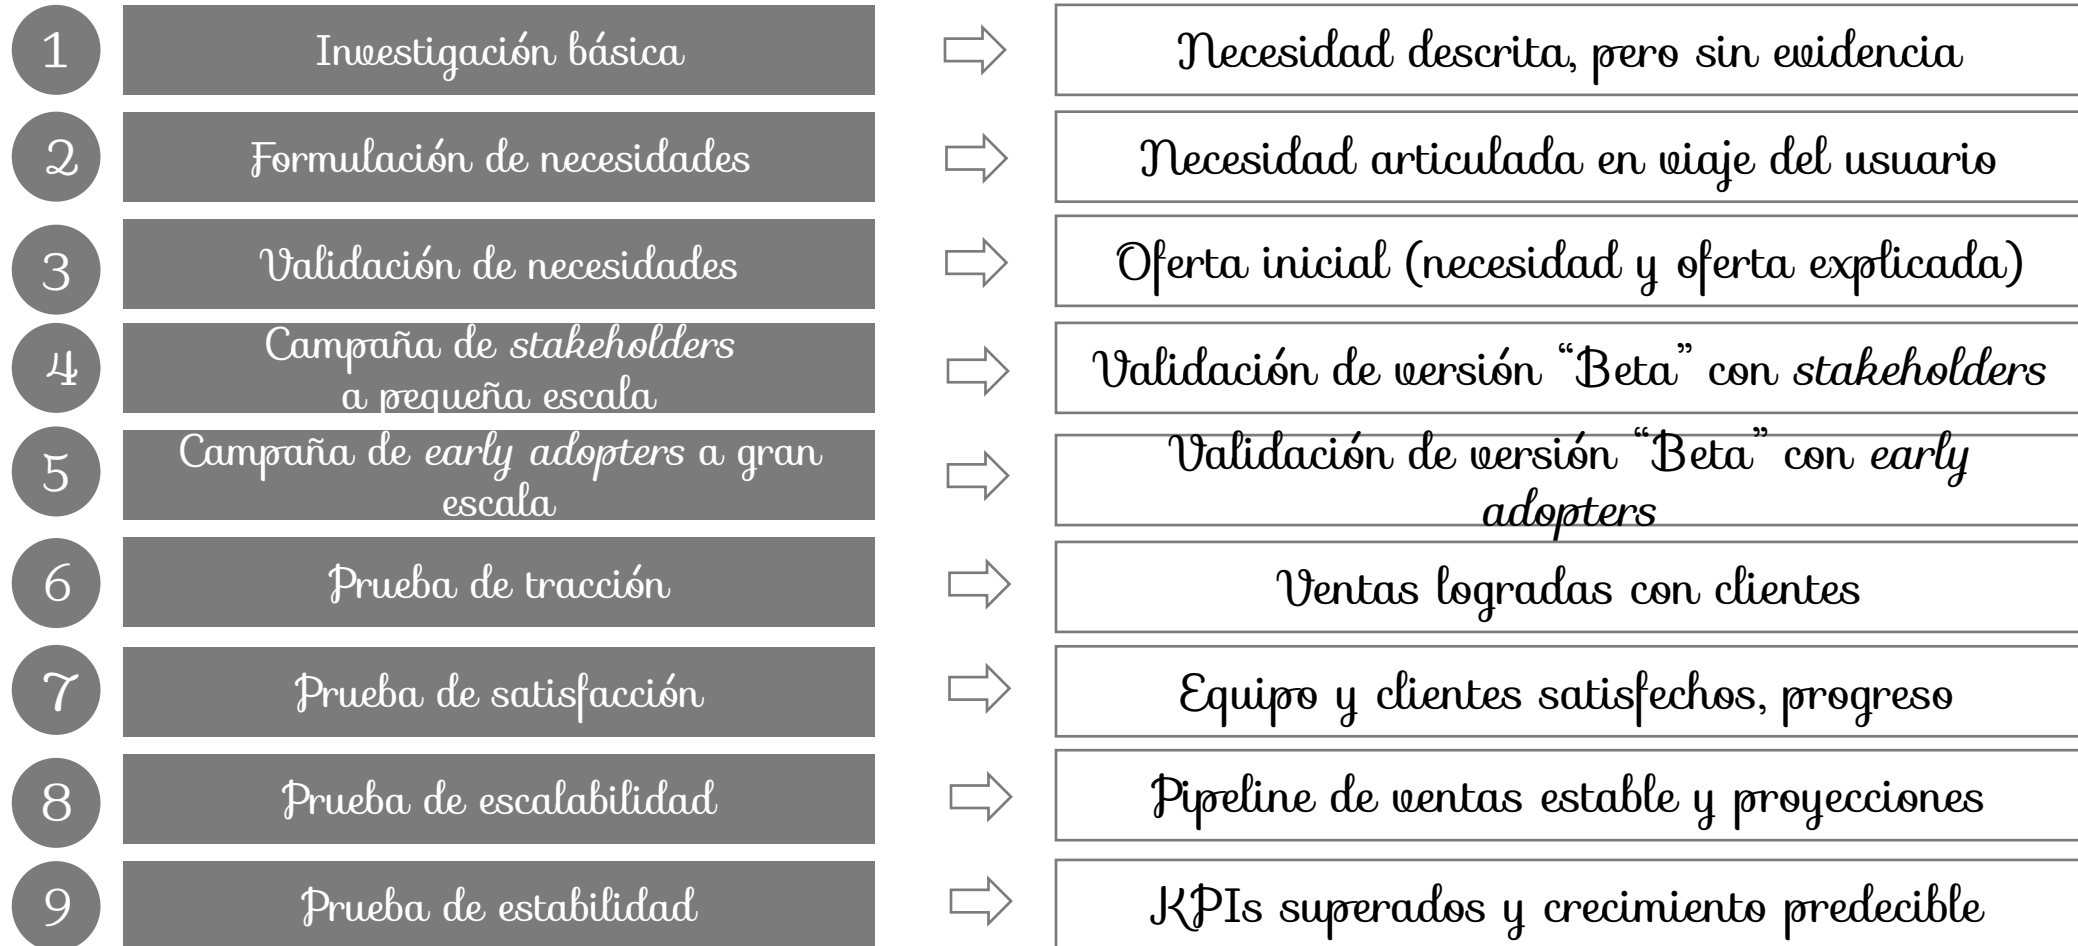 1
Investigación básica
Necesidad descrita, pero sin evidencia
2
Formulación de necesidades
Necesidad articulada en viaje del usuario
3
Validación de necesidades
Oferta inicial (necesidad y oferta explicada)
4
Campaña de stakeholders
a pequeña escala
Validación de versión “Beta” con stakeholders
5
Campaña de early adopters a gran
escala
Validación de versión “Beta” con early
adopters
6
Prueba de tracción
Ventas logradas con clientes
7
Prueba de satisfacción
Equipo y clientes satisfechos, progreso
8
Prueba de escalabilidad
Pipeline de ventas estable y proyecciones
9
Prueba de estabilidad
KPIs superados y crecimiento predecible